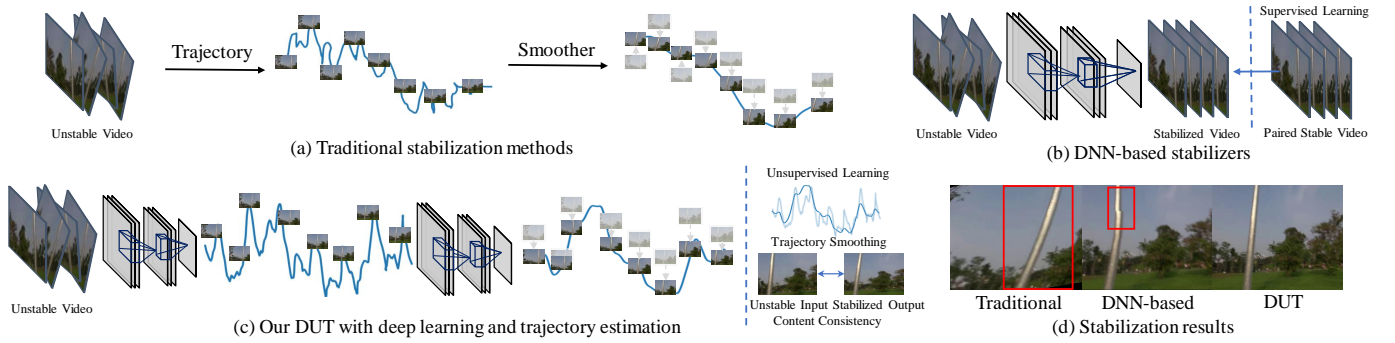 Trajectory
Smoother
Unstable Video
(a) Traditional stabilization methods
Supervised Learning
Unstable Video
Stabilized Video
Paired Stable Video
(b) DNN-based stabilizers
Unstable Video
(c) Our DUT with deep learning and trajectory estimation
Unsupervised Learning
Trajectory Smoothing
Unstable Input Stabilized Output
Content Consistency
Traditional
DNN-based
DUT
(d) Stabilization results